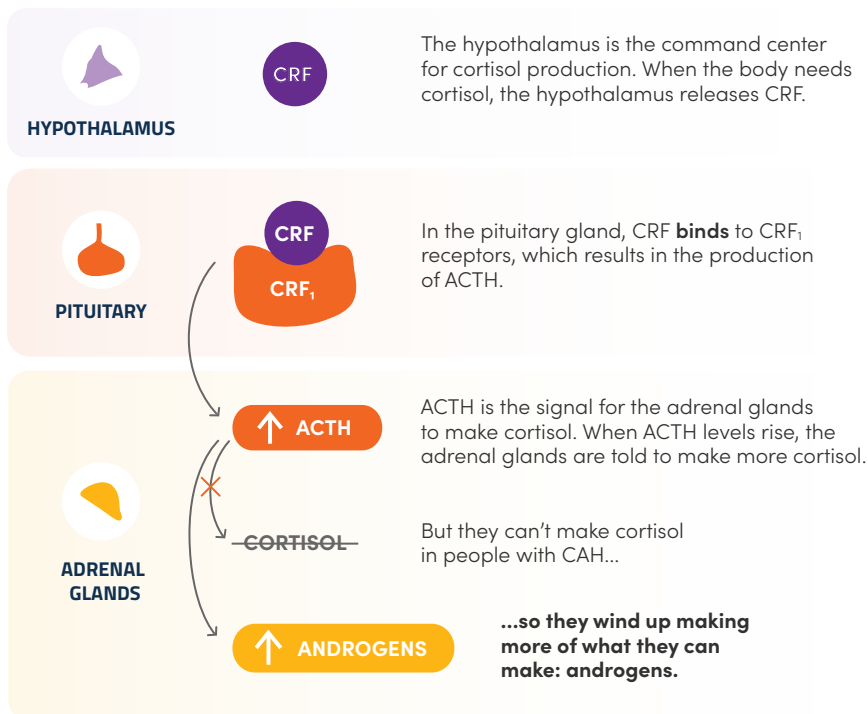 HYPOTHALAMUS
CRF
The hypothalamus is the command center
for cortisol production. When the body needs
cortisol, the hypothalamus releases CRF.
PITUITARY
CRF
CRF₁
In the pituitary gland, CRF binds to CRF₁
receptors, which results in the production
of ACTH.
ADRENAL
GLANDS
ACTH
ACTH is the signal for the adrenal glands
to make cortisol. When ACTH levels rise, the
adrenal glands are told to make more cortisol.
CORTISOL
But they can’t make cortisol
in people with CAH...
ANDROGENS
...so they wind up making
more of what they can
make: androgens.